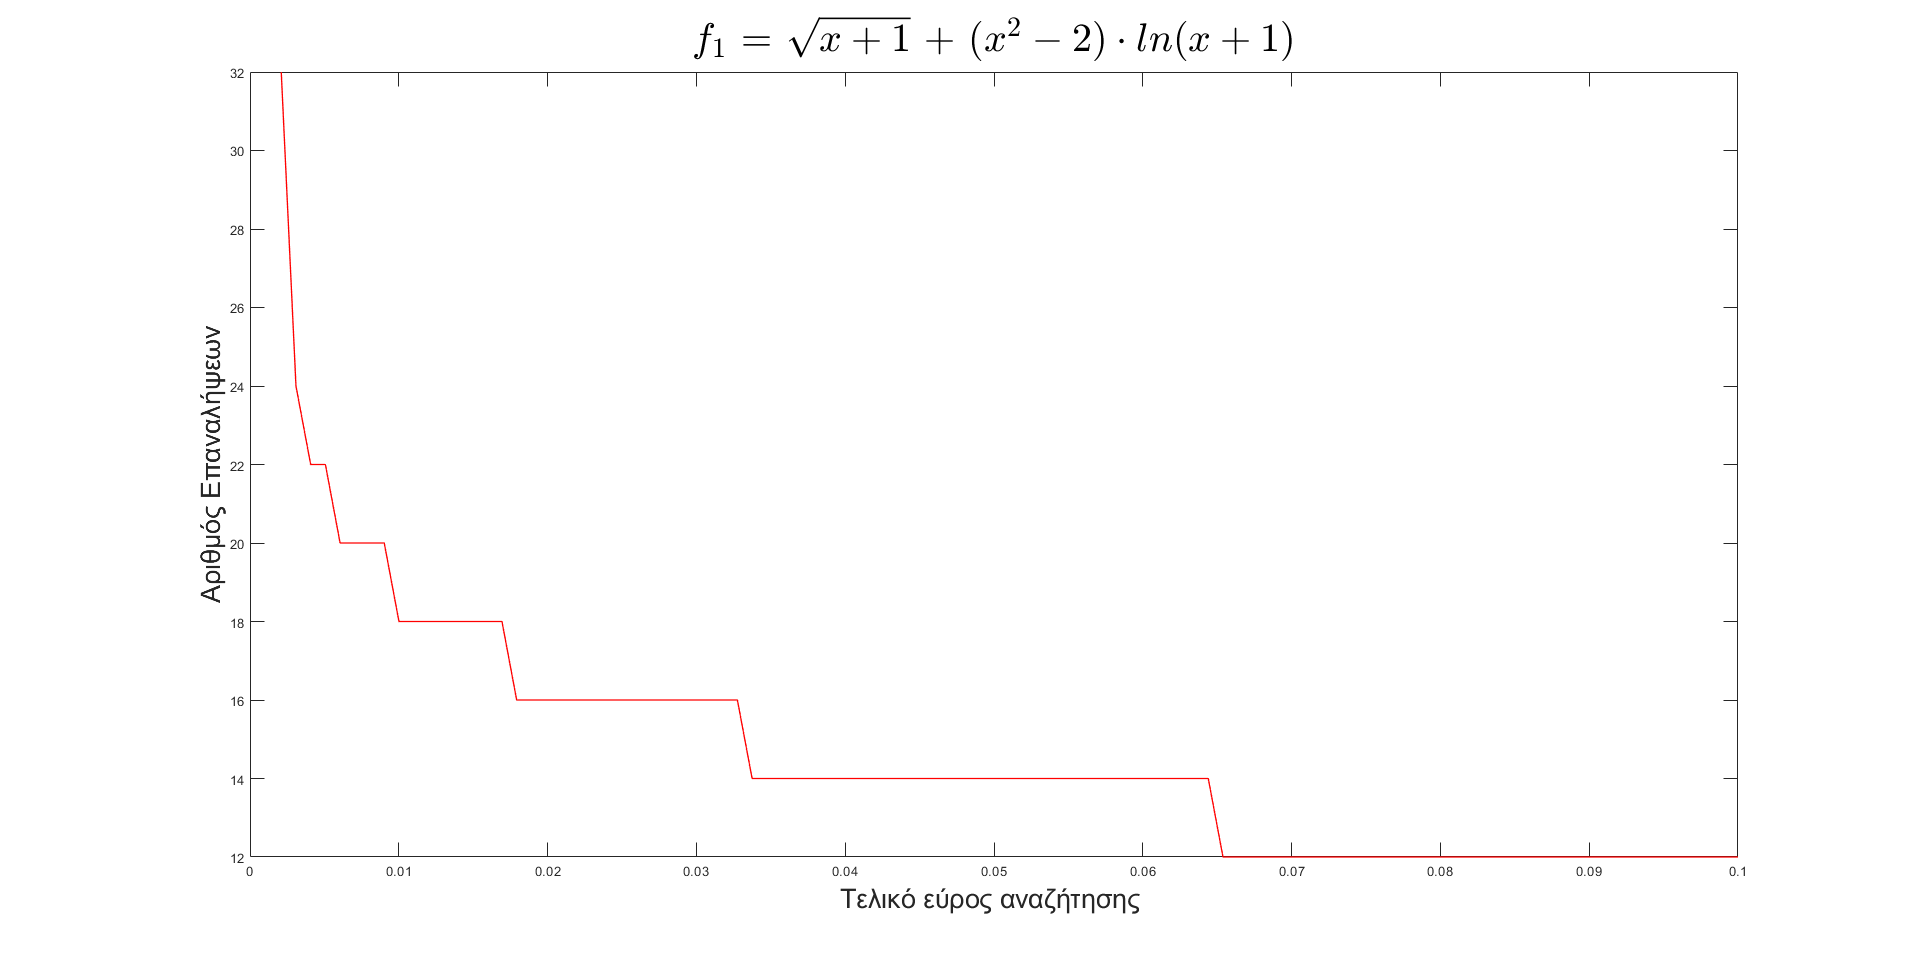 f₁ = √(x + 1) + (x² − 2) · ln(x + 1)
32
30
28
26
24
22
20
18
16
14
12
Αριθμός Επαναλήψεων
0 0.01 0.02 0.03 0.04 0.05 0.06 0.07 0.08 0.09 0.1
Τελικό εύρος αναζήτησης